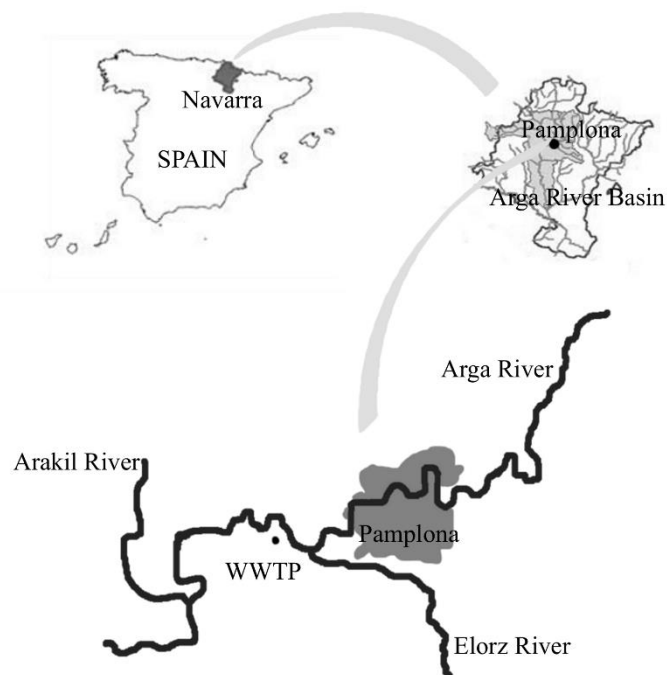 Navarra
SPAIN
Pamplona
Arga River Basin
Arga River
Arakil River
Pamplona
WWTP
Elorz River